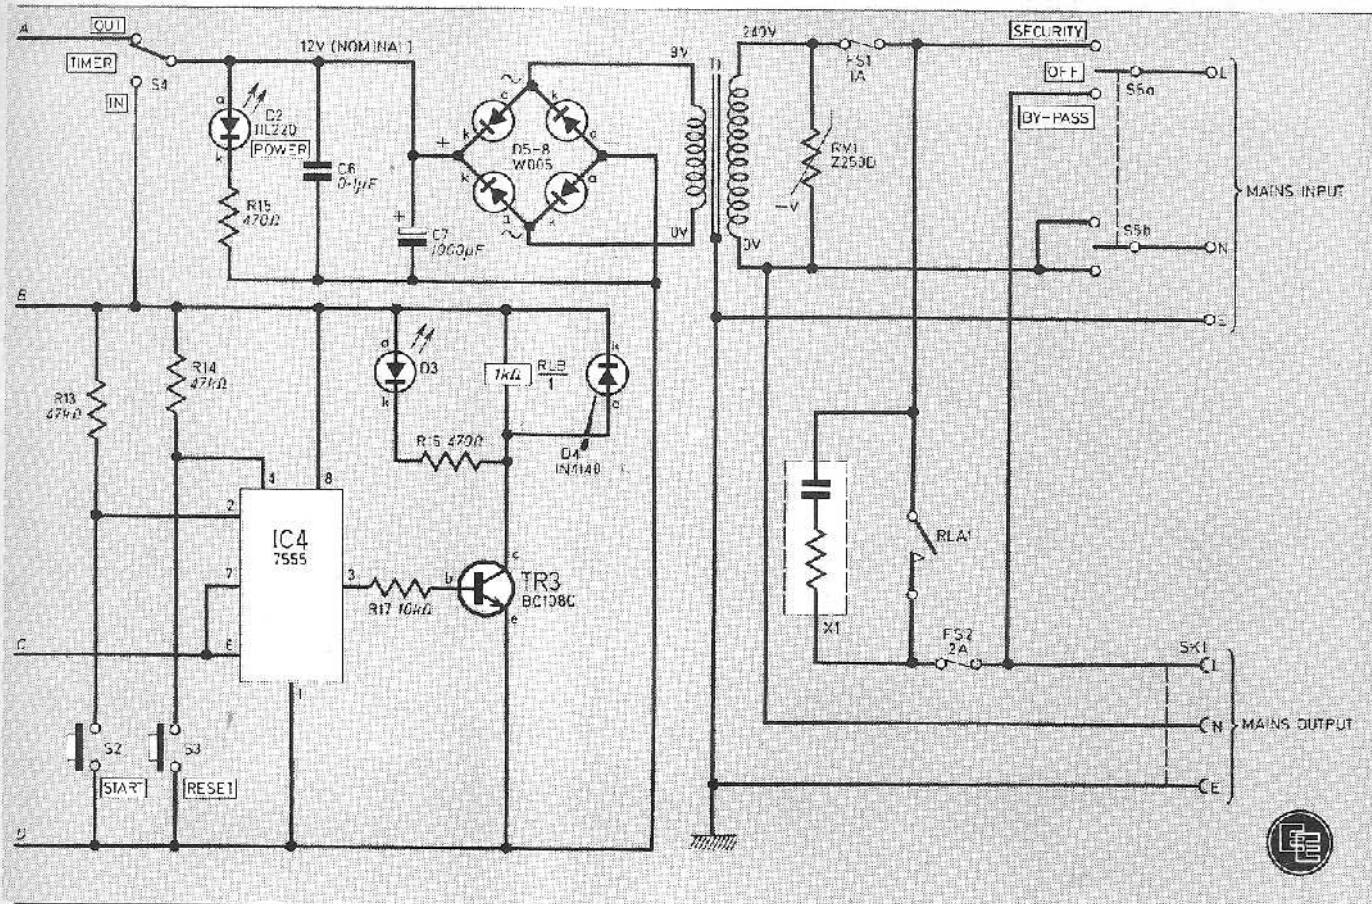 A
OUT
TIMER
IN
S4
12V (NOMINAL)
a
D2
TIL220
POWER
k
R15
470Ω
C6
0·1µF
+
C7
1000µF
+
~
a
k
k
a
D5-8
W005
k
a
a
k
~
9V
0V
T1
240V
0V
FS1
1A
RV1
Z250D
—V
SECURITY
OFF
BY-PASS
S5a
L
S5b
N
E
MAINS INPUT
B
R13
47kΩ
R14
47kΩ
a
D3
k
R16 470Ω
1kΩ
RLB
1
k
a
D4
1N4148
4
8
2
IC4
7555
7
3
R17 10kΩ
b
c
TR3
BC108C
e
C
6
1
S2
START
S3
RESET
D
RLA1
X1
FS2
2A
SK1
L
N
E
MAINS OUTPUT
EE